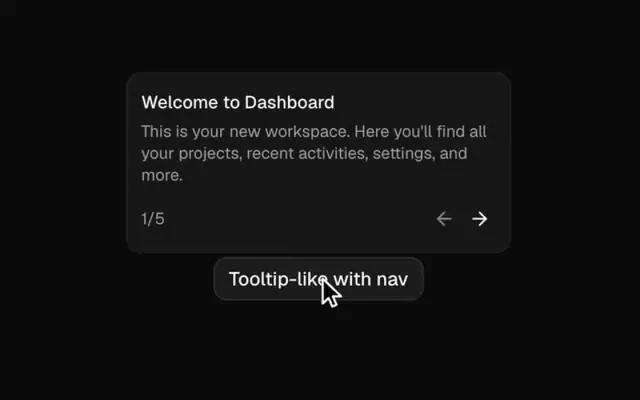 Welcome to Dashboard
This is your new workspace. Here you'll find all
your projects, recent activities, settings, and
more.
1/5
Tooltip-like with nav